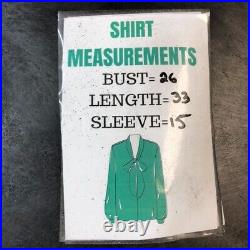 SHIRT
MEASUREMENTS
BUST=26
LENGTH=33
SLEEVE=15